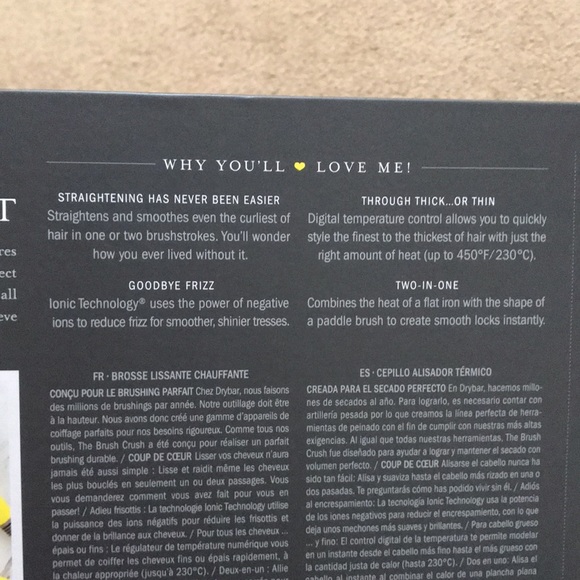 WHY YOU'LL LOVE ME!
STRAIGHTENING HAS NEVER BEEN EASIER
Straightens and smoothes even the curliest of
hair in one or two brushstrokes. You'll wonder
how you ever lived without it.
GOODBYE FRIZZ
Ionic Technology® uses the power of negative
ions to reduce frizz for smoother, shinier tresses.
THROUGH THICK...OR THIN
Digital temperature control allows you to quickly
style the finest to the thickest of hair with just the
right amount of heat (up to 450°F/230°C).
TWO-IN-ONE
Combines the heat of a flat iron with the shape of
a paddle brush to create smooth locks instantly.
T
res
ect
all
eve
FR · BROSSE LISSANTE CHAUFFANTE
CONÇU POUR LE BRUSHING PARFAIT Chez Drybar, nous faisons
des millions de brushings par année. Notre outillage doit être
à la hauteur. Nous avons donc créé une gamme d'appareils de
coiffage parfaits pour nos besoins rigoureux. Comme tous nos
outils, The Brush Crush a été conçu pour réaliser un parfait
brushing durable. / COUP DE CŒUR Lisser vos cheveux n'aura
jamais été aussi simple : Lisse et raidit même les cheveux
les plus bouclés en seulement un ou deux passages. Vous
vous demanderez comment vous avez fait pour vous en
passer! / Adieu frisottis : La technologie Ionic Technology utilise
la puissance des ions négatifs pour réduire les frisottis et
donner de la brillance aux cheveux. / Pour tous les cheveux ...
épais ou fins : Le régulateur de température numérique vous
permet de coiffer les cheveux fins ou épais rapidement, à
la chaleur appropriée (jusqu'à 230°C). / Deux-en-un : Allie
ES · CEPILLO ALISADOR TÉRMICO
CREADA PARA EL SECADO PERFECTO En Drybar, hacemos millo-
nes de secados al año. Para lograrlo, es necesario contar con
artillería pesada por lo que creamos la línea perfecta de herra-
mientas de peinado con el fin de cumplir con nuestras más altas
exigencias. Al igual que todas nuestras herramientas, The Brush
Crush fue diseñado para ayudar a lograr y mantener el secado con
volumen perfecto. / COUP DE CŒUR Alisarse el cabello nunca ha
sido tan fácil: Alisa y suaviza hasta el cabello más rizado en una o
dos pasadas. Te preguntarás cómo has podido vivir sin él. / Adiós
al encrespamiento: La tecnología Ionic Technology usa la potencia
de los iones negativos para reducir el encrespamiento, con lo que
deja unos mechones más suaves y brillantes. / Para cabello grueso
... y fino: El control digital de la temperatura te permite modelar
en un instante desde el cabello más fino hasta el más grueso con
la cantidad justa de calor (hasta 230°C). / Dos en uno: Alisa el
cabello al instante al combinar el calor de una plancha plana